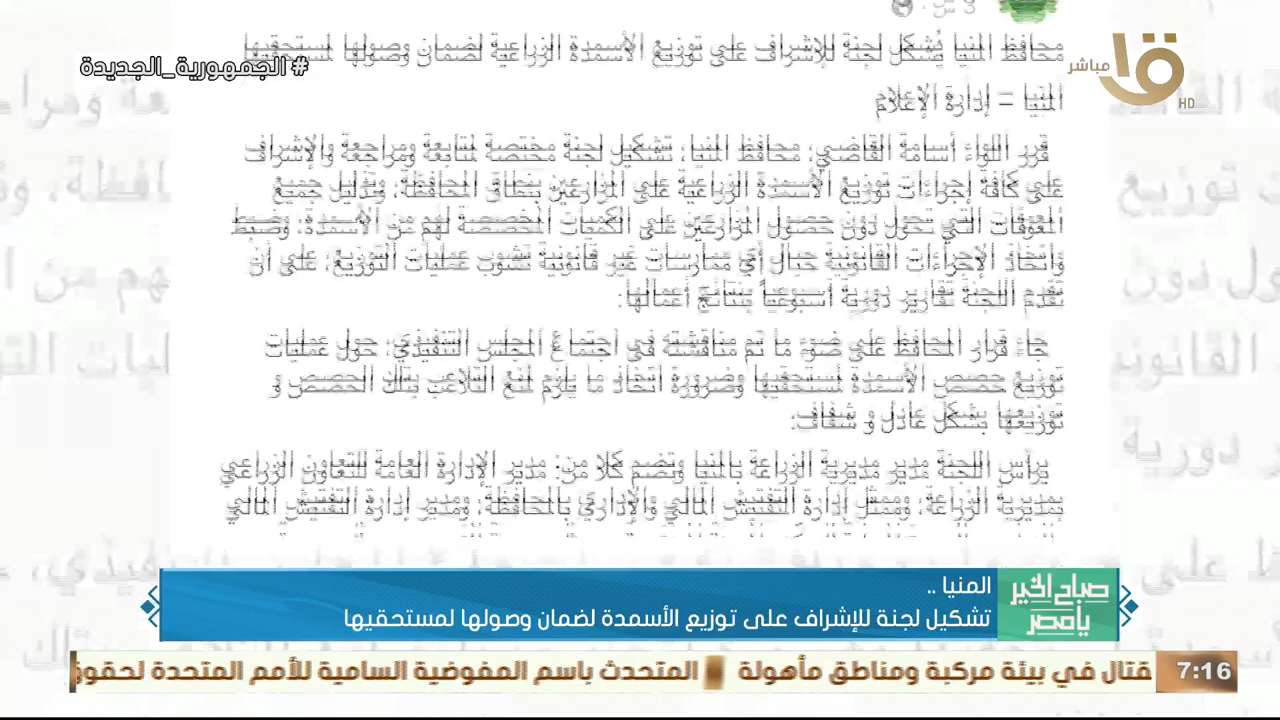 #الجمهورية_الجديدة
مباشر
HD
محافظ المنيا يُشكل لجنة للإشراف على توزيع الأسمدة الزراعية لضمان وصولها لمستحقيها
المنيا – إدارة الإعلام
قرر اللواء أسامة القاضي، محافظ المنيا، تشكيل لجنة مختصة لمتابعة ومراجعة والإشراف
على كافة إجراءات توزيع الأسمدة الزراعية على المزارعين بنطاق المحافظة، وتذليل جميع
المعوقات التي تحول دون حصول المزارعين على الكميات المخصصة لهم من الأسمدة، وضبط
واتخاذ الإجراءات القانونية حيال أي ممارسات غير قانونية تشوب عمليات التوزيع، على أن
تقدم اللجنة تقارير دورية أسبوعياً بنتائج أعمالها.
جاء قرار المحافظ على ضوء ما تم مناقشته في اجتماع المجلس التنفيذي، حول عمليات
توزيع حصص الأسمدة لمستحقيها وضرورة اتخاذ ما يلزم لمنع التلاعب بتلك الحصص و
توزيعها بشكل عادل و شفاف.
يرأس اللجنة مدير مديرية الزراعة بالمنيا وتضم كلا من: مدير الإدارة العامة للتعاون الزراعي
بمديرية الزراعة، وممثل إدارة التفتيش المالي والإداري بالمحافظة، ومدير إدارة التفتيش المالي
صباح الخير يا مصر
المنيا ..
تشكيل لجنة للإشراف على توزيع الأسمدة لضمان وصولها لمستحقيها
7:16 قتال في بيئة مركبة ومناطق مأهولة المتحدث باسم المفوضية السامية للأمم المتحدة لحقوق